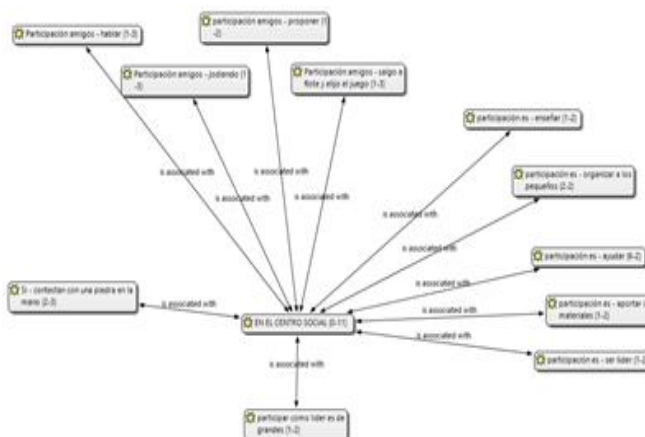 participación amigos - proponer (1
-2)
Participación amigos - hablar (1-3)
Participación amigos - jodiendo (1
-3)
Participación amigos - salgo a
flote y elijo el juego (1-3)
participación es - enseñar (1-2)
is associated with
is associated with
is associated with
is associated with
participación es - organizar a los
pequeños (2-2)
is associated with
is associated with
participación es - ayudar (6-2)
Si - contestan con una piedra en la
mano (2-3)
is associated with
is associated with
participación es - aportar
materiales (1-2)
EN EL CENTRO SOCIAL (0-11)
is associated with
participación es - ser lider (1-2
is associated with
participar como lider es de
grandes (1-2)